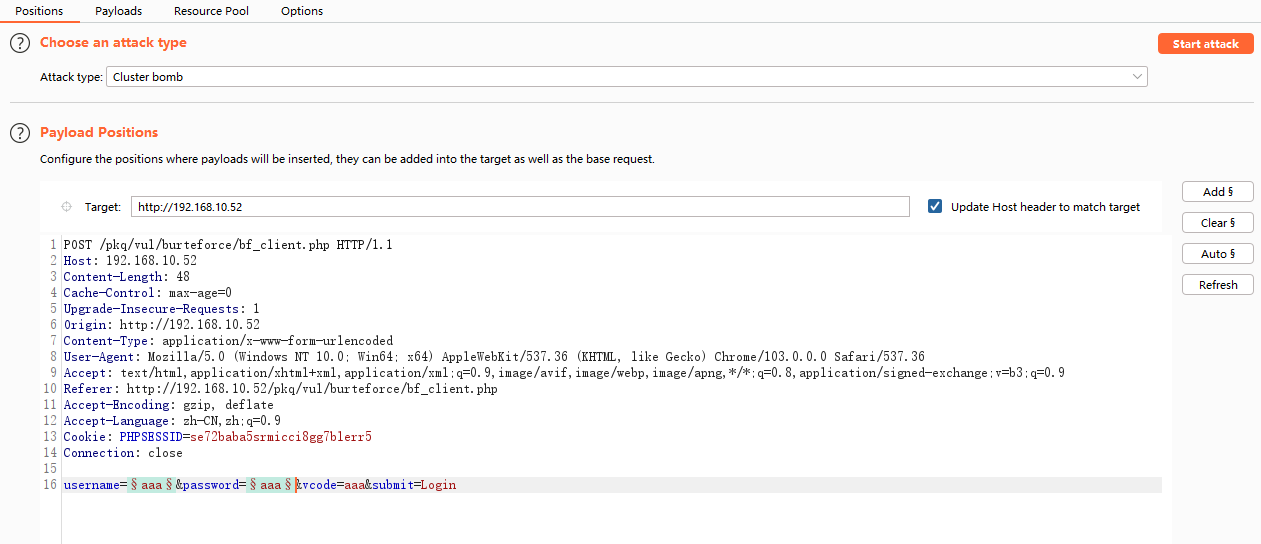 Positions Payloads Resource Pool Options
? Choose an attack type Start attack
Attack type: Cluster bomb
? Payload Positions
Configure the positions where payloads will be inserted, they can be added into the target as well as the base request.
Target: http://192.168.10.52 Update Host header to match target Add §
Clear §
Auto §
Refresh
1 POST /pkq/vul/burteforce/bf_client.php HTTP/1.1
2 Host: 192.168.10.52
3 Content-Length: 48
4 Cache-Control: max-age=0
5 Upgrade-Insecure-Requests: 1
6 Origin: http://192.168.10.52
7 Content-Type: application/x-www-form-urlencoded
8 User-Agent: Mozilla/5.0 (Windows NT 10.0; Win64; x64) AppleWebKit/537.36 (KHTML, like Gecko) Chrome/103.0.0.0 Safari/537.36
9 Accept: text/html,application/xhtml+xml,application/xml;q=0.9,image/avif,image/webp,image/apng,*/*;q=0.8,application/signed-exchange;v=b3;q=0.9
10 Referer: http://192.168.10.52/pkq/vul/burteforce/bf_client.php
11 Accept-Encoding: gzip, deflate
12 Accept-Language: zh-CN,zh;q=0.9
13 Cookie: PHPSESSID=se72baba5srmicci8gg7blerr5
14 Connection: close
15
16 username=§aaa§&password=§aaa§&vcode=aaa&submit=Login